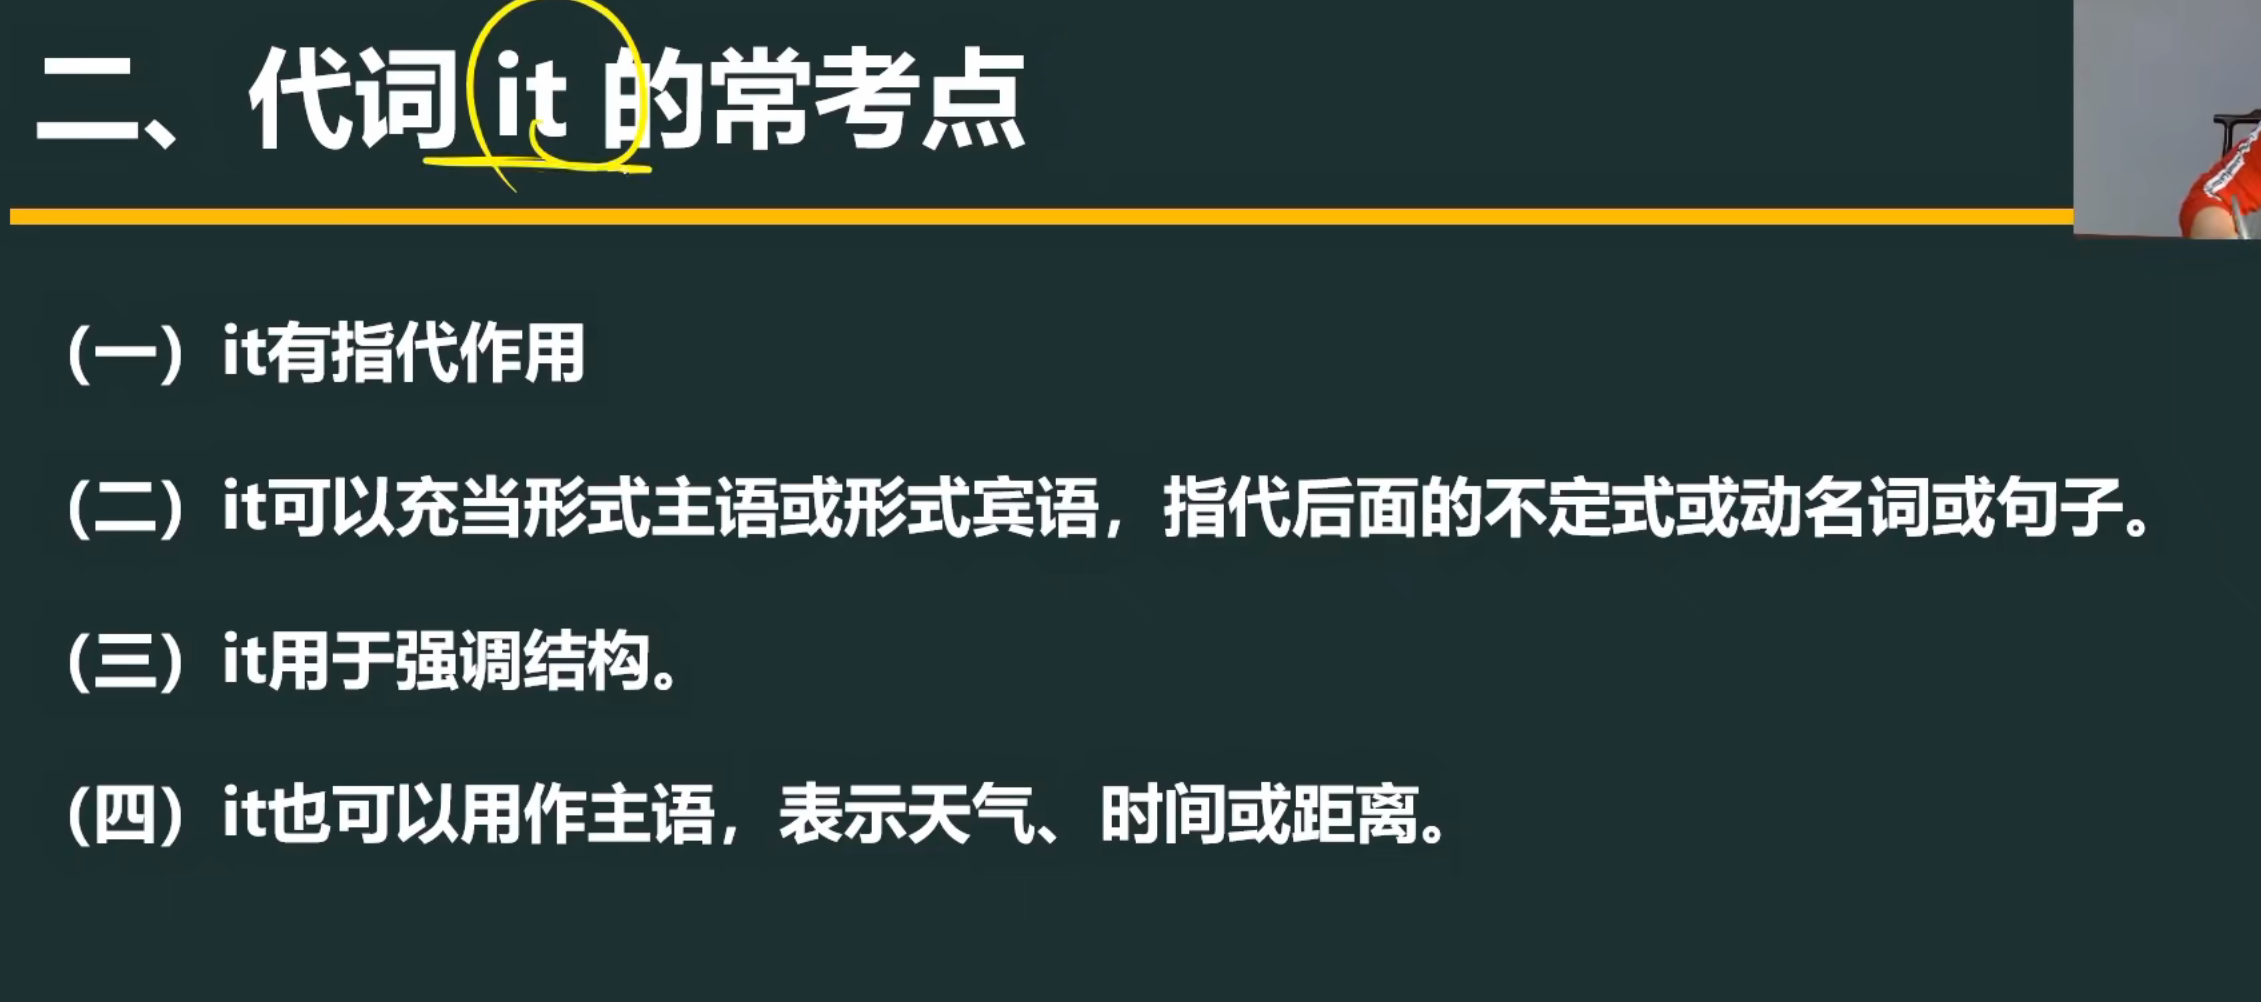 二、代词 it 的常考点
（一）it有指代作用
（二）it可以充当形式主语或形式宾语，指代后面的不定式或动名词或句子。
（三）it用于强调结构。
（四）it也可以用作主语，表示天气、时间或距离。